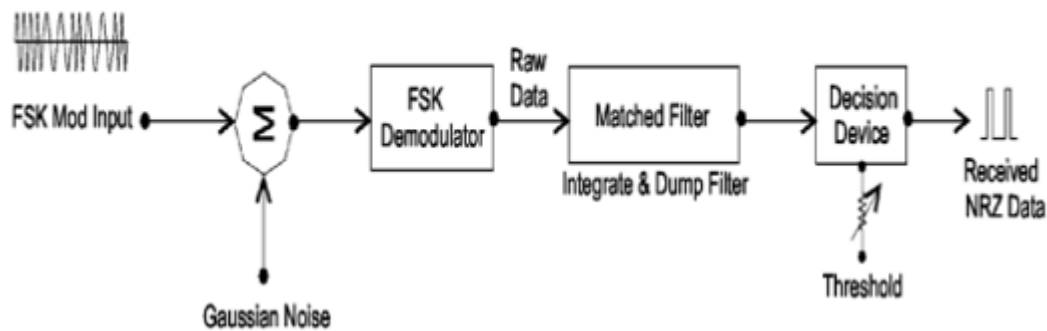 FSK Mod Input
Σ
Gaussian Noise
FSK
Demodulator
Raw
Data
Matched Filter
Integrate & Dump Filter
Decision
Device
Threshold
Received
NRZ Data